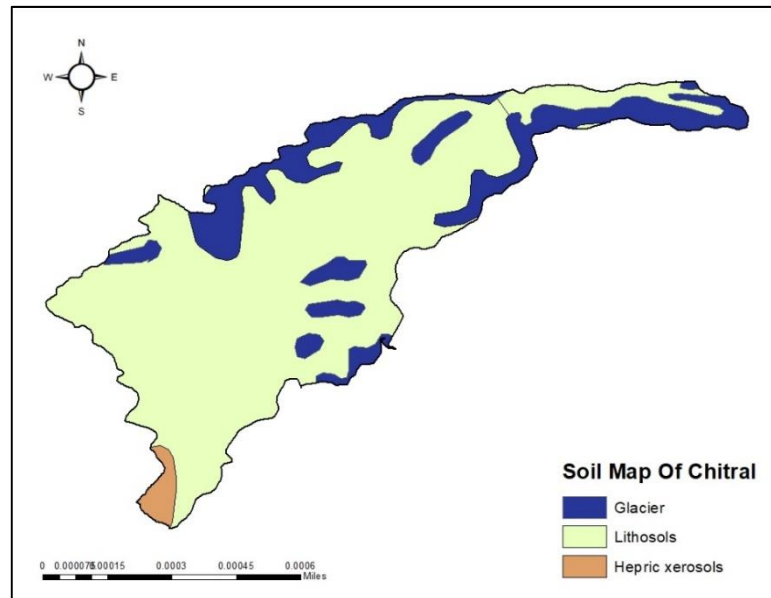 N
W E
S
Soil Map Of Chitral
Glacier
Lithosols
Hepric xerosols
0 0.000075 0.00015 0.0003 0.00045 0.0006
Miles